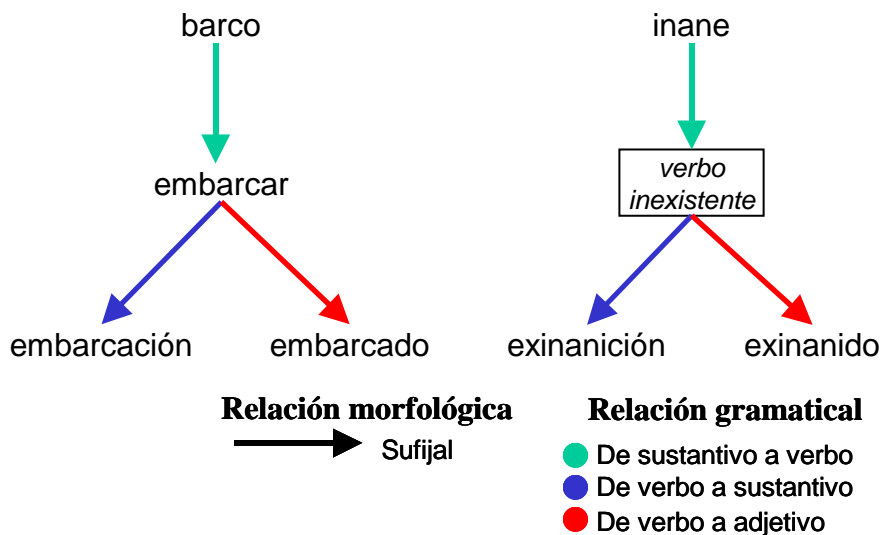 barco
inane
embarcar
verbo
inexistente
embarcación
embarcado
exinanición
exinanido
Relación morfológica
Sufijal
Relación gramatical
De sustantivo a verbo
De verbo a sustantivo
De verbo a adjetivo